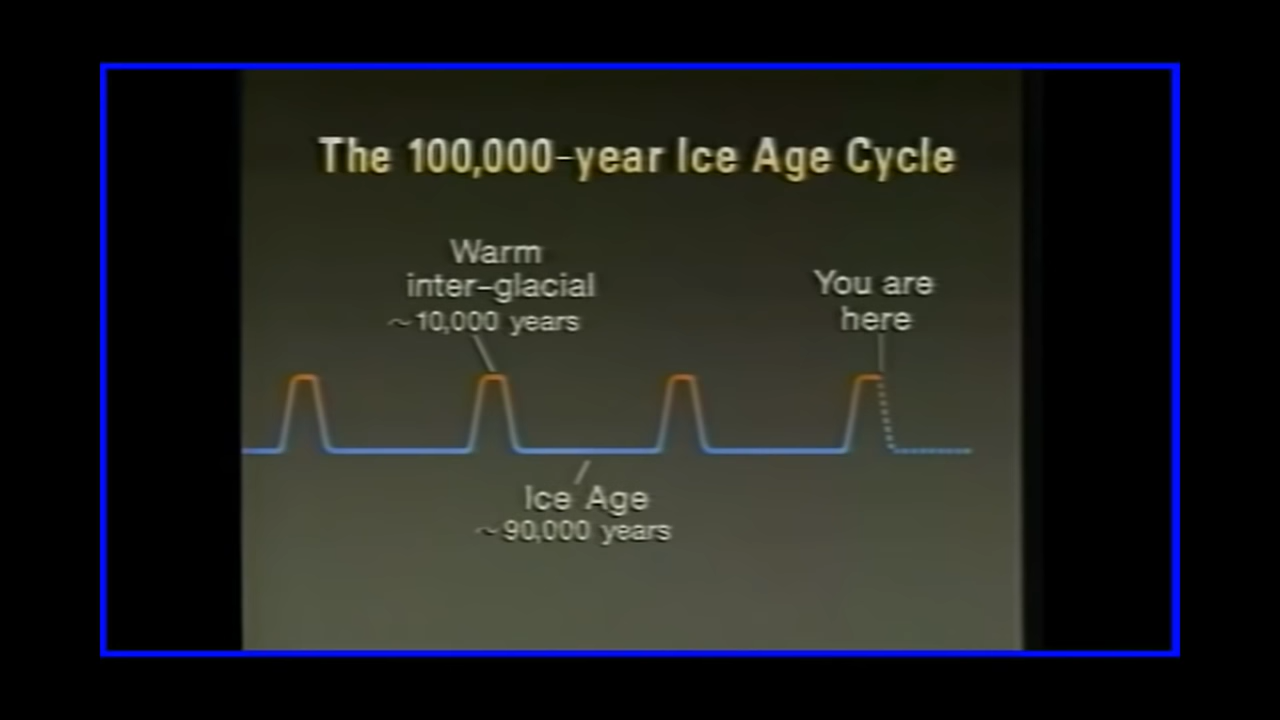 The 100,000-year Ice Age Cycle
Warm
inter-glacial
~10,000 years
You are
here
Ice Age
~90,000 years